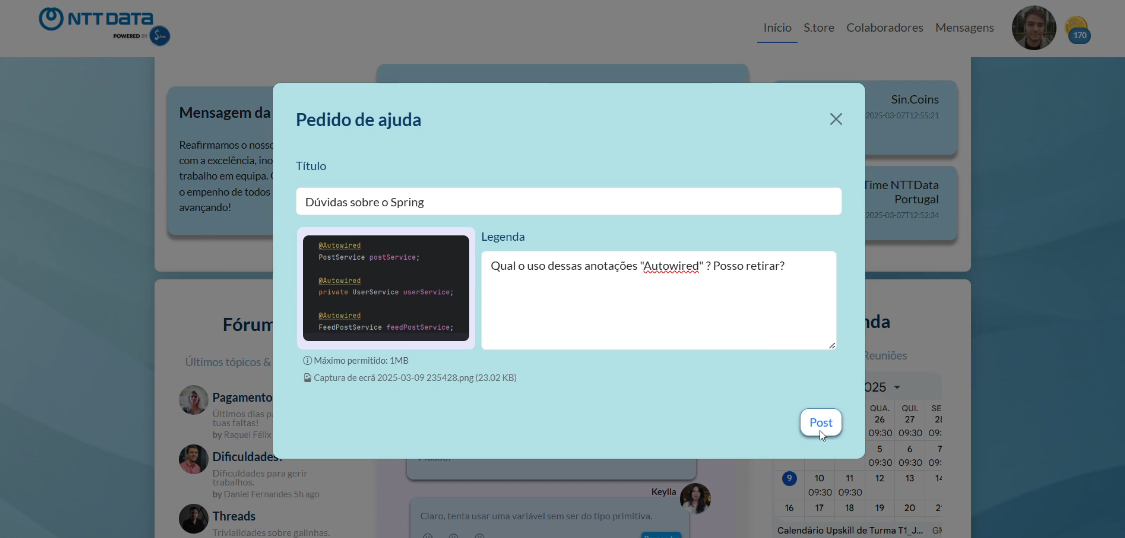 NTT DATA
POWERED BY
Início S.tore Colaboradores Mensagens
170
Mensagem da
Reafirmamos o nosso
com a excelência, ino
trabalho em equipa.
o empenho de todos
avançando!
Pedido de ajuda
Título
Dúvidas sobre o Spring
@Autowired
PostService postService;
@Autowired
private UserService userService;
@Autowired
FeedPostService feedPostService;
Legenda
Qual o uso dessas anotações "Autowired" ? Posso retirar?
Máximo permitido: 1MB
Captura de ecrã 2025-03-09 235428.png (23.02 KB)
Post
Sin.Coins
2025-03-07T12:55:21
Time NTTData
Portugal
2025-03-07T12:52:34
Fórum
Últimos tópicos &
Pagamento
Últimos dias p
tuas faltas!
by Raquel Félix
Dificuldades?
Dificuldades para gerir
trabalhos.
by Daniel Fernandes 5h ago
Threads
Trivialidades sobre galinhas.
Keylla
Claro, tenta usar uma variável sem ser do tipo primitiva.
nda
Reuniões
025
QUA. QUI. SE
26 27 28
09:30 09:30 09:30
5 6 7
09:30 09:30 09:30
9 10 11 12 13 14
09:30 09:30
16 17 18 19 20 21
Calendário Upskill de Turma T1_J... GM